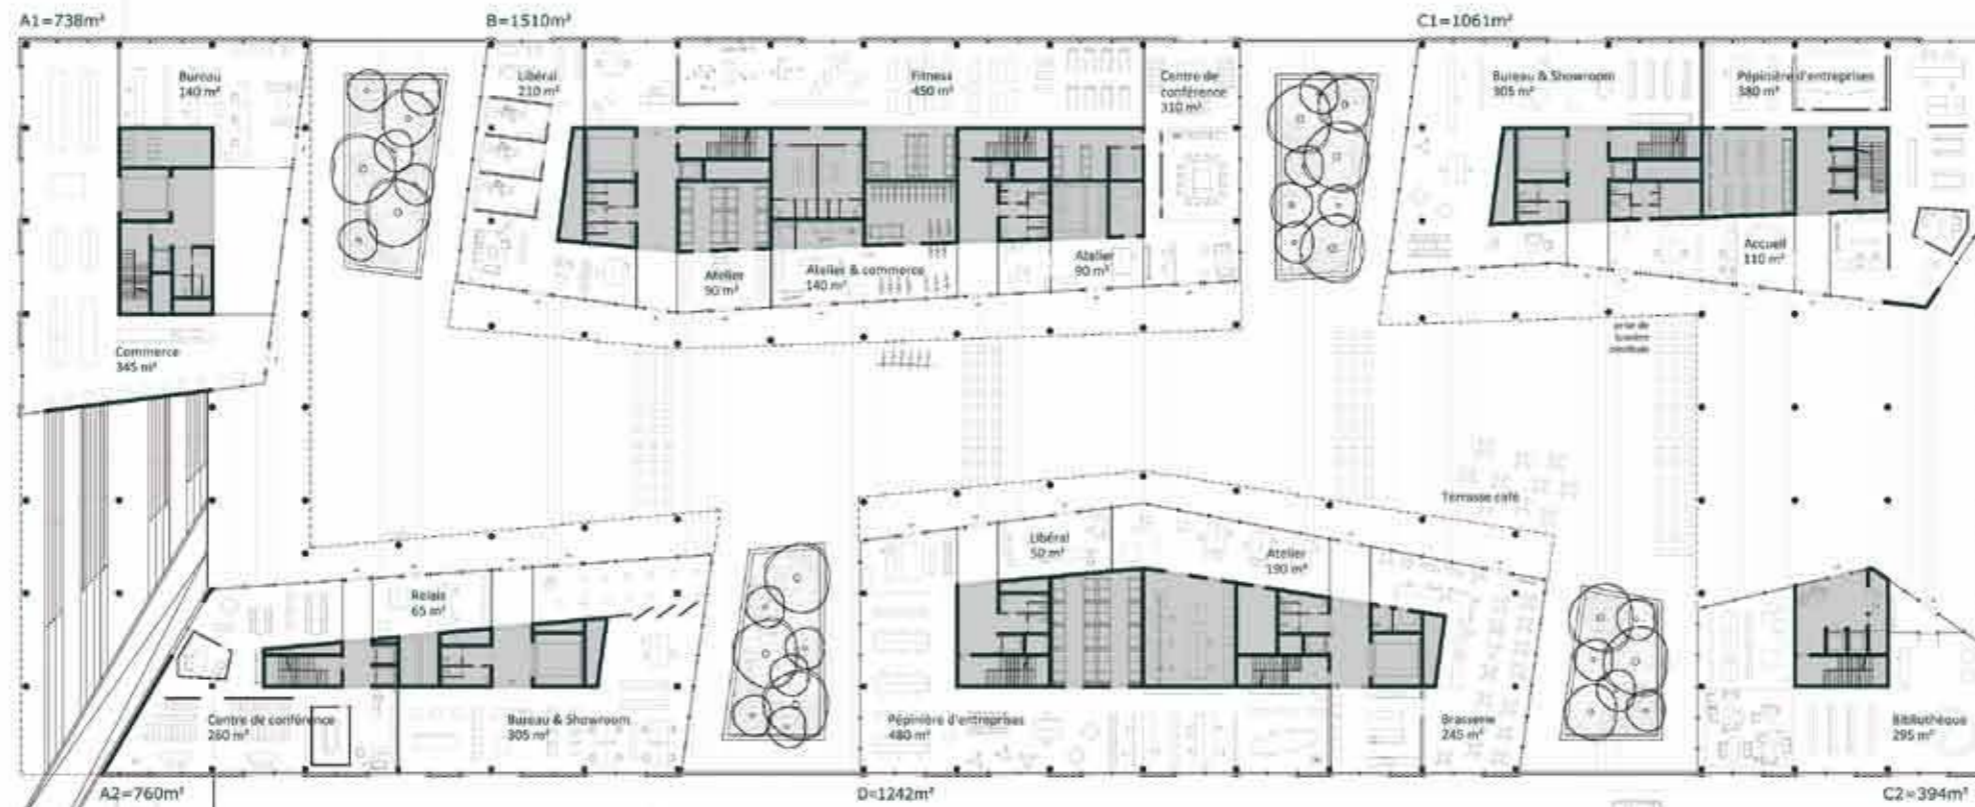 A1=738m²
B=1510m²
C1=1061m²
Bureau
140 m²
Libéral
210 m²
Fitness
450 m²
Centre de
conférence
310 m²
Bureau & Showroom
305 m²
Pépinière d'entreprises
380 m²
Atelier
90 m²
Atelier & commerce
140 m²
Atelier
90 m²
Accueil
110 m²
Commerce
345 m²
prise de
lumière
zénithale
Terrasse café
Libéral
50 m²
Atelier
190 m²
Relais
65 m²
Centre de conférence
260 m²
Bureau & Showroom
305 m²
Pépinière d'entreprises
480 m²
Brasserie
245 m²
Bibliothèque
295 m²
A2=760m²
D=1242m²
C2=394m²